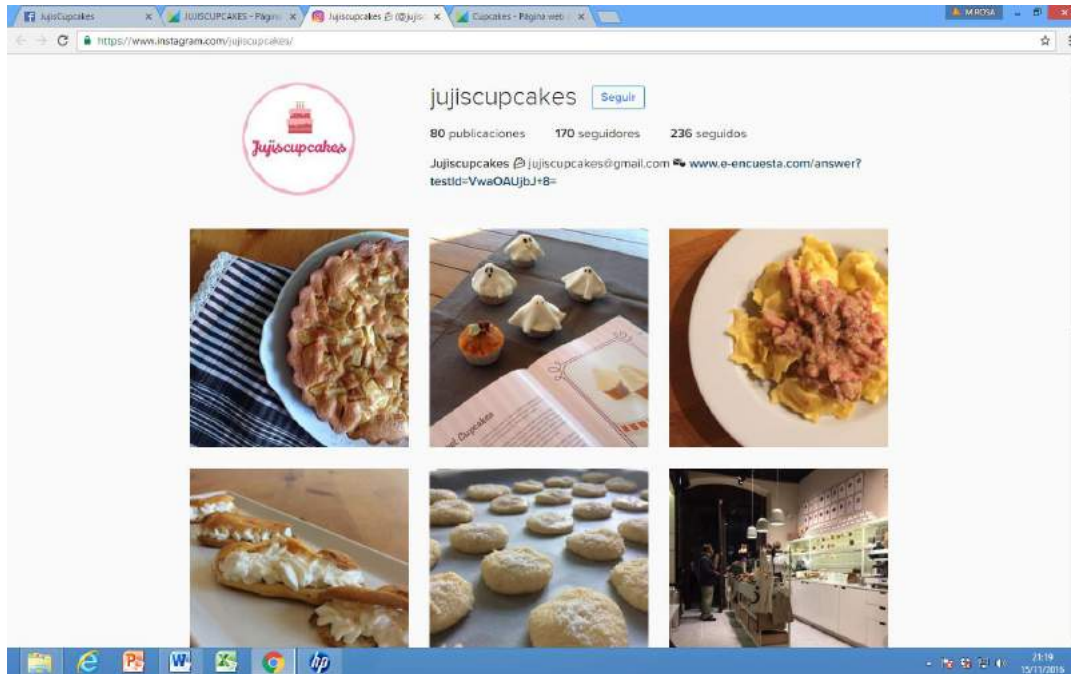 JujisCupcakes
JUJISCUPCAKES - Página
Jujiscupcakes
Cupcakes - Página web
M.ROSA
https://www.instagram.com/jujiscupcakes/
Jujiscupcakes
jujiscupcakes Seguir
80 publicaciones 170 seguidores 236 seguidos
Jujiscupcakes jujiscupcakes@gmail.com www.e-encuesta.com/answer?
testId=VwaOAUjbJ+8=
Cupcakes
21:19
15/11/2016